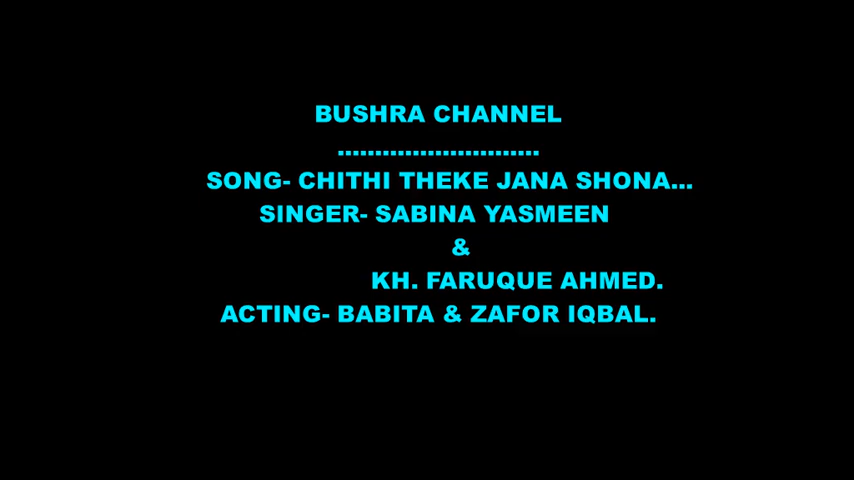 BUSHRA CHANNEL
...........................
SONG- CHITHI THEKE JANA SHONA...
SINGER- SABINA YASMEEN
&
KH. FARUQUE AHMED.
ACTING- BABITA & ZAFOR IQBAL.